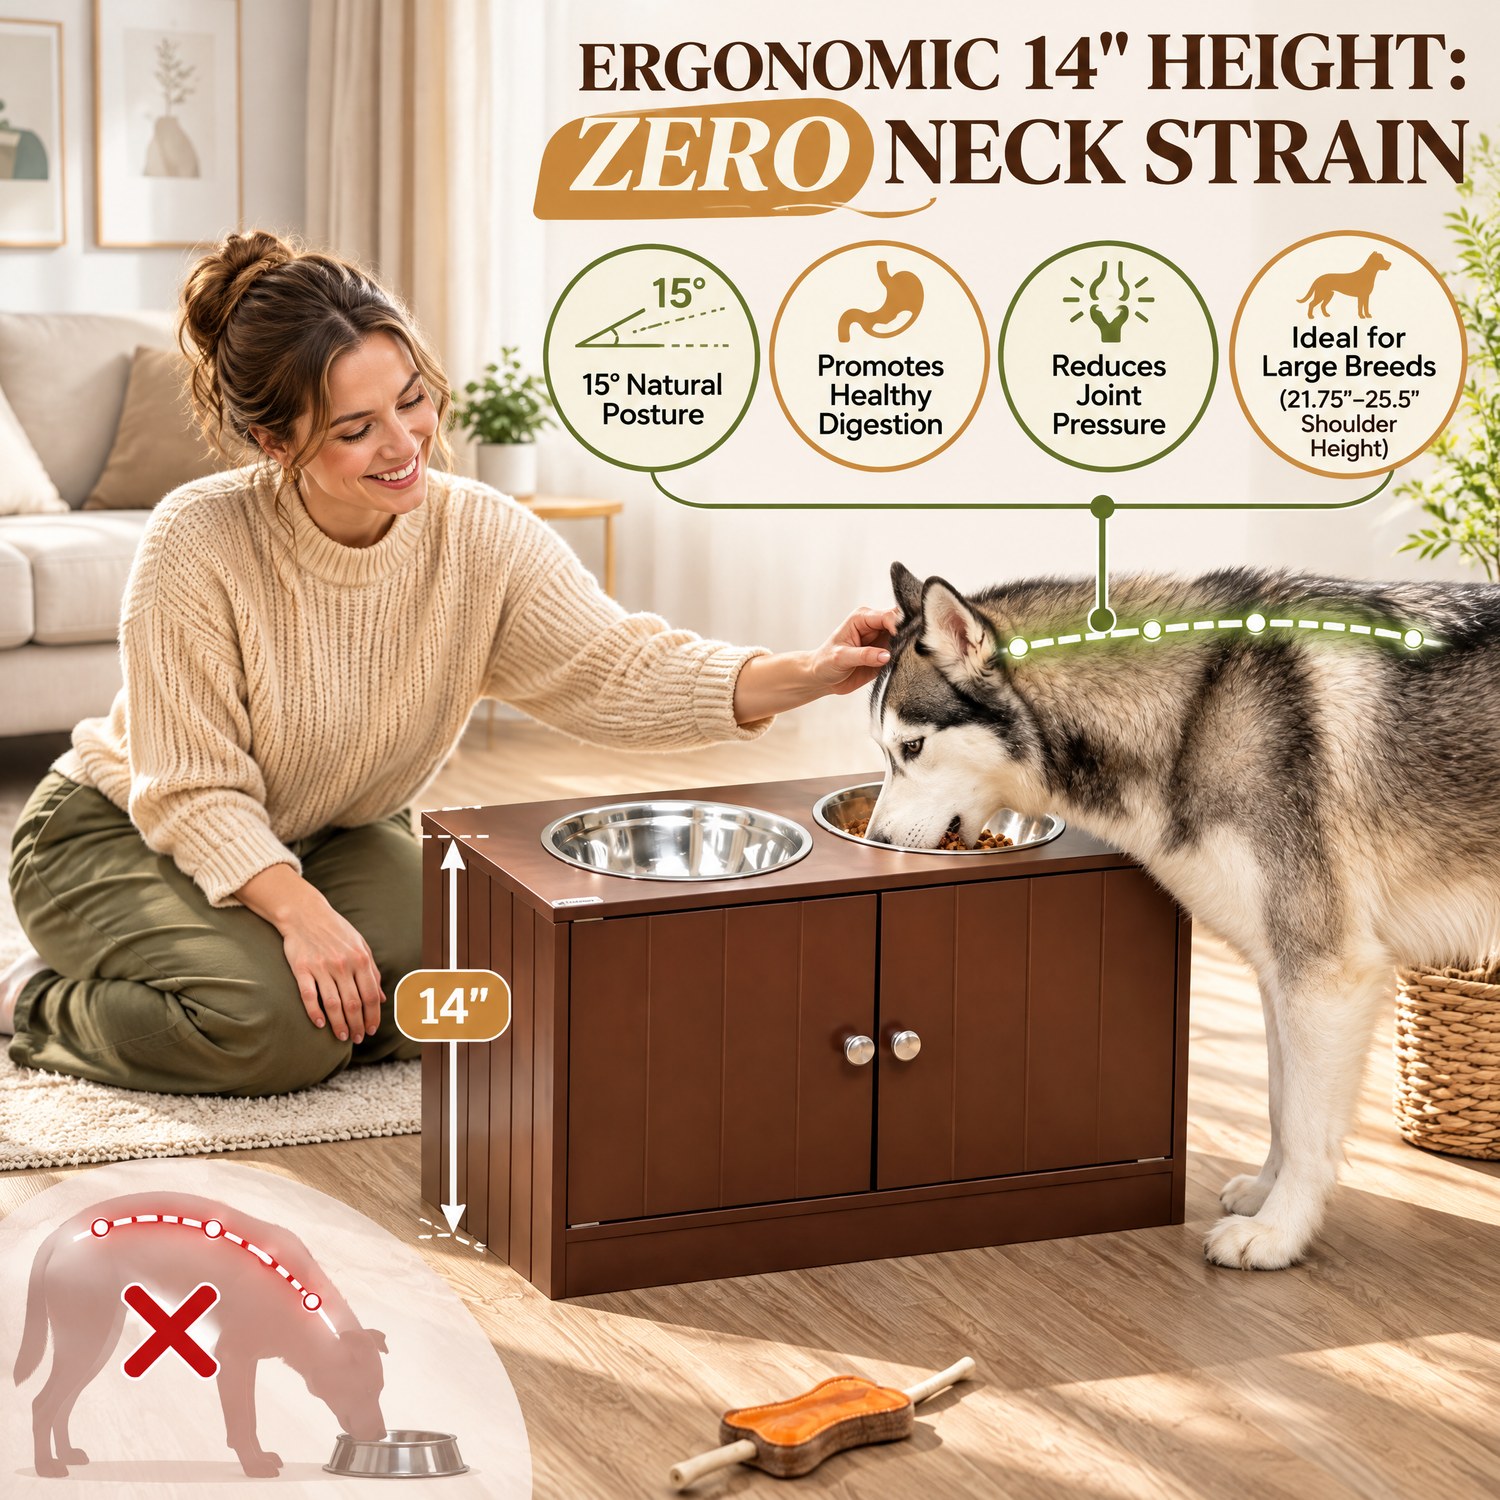 ERGONOMIC 14" HEIGHT:
ZERO NECK STRAIN
15°
15° Natural
Posture
Promotes
Healthy
Digestion
Reduces
Joint
Pressure
Ideal for
Large Breeds
(21.75”–25.5”
Shoulder
Height)
14”